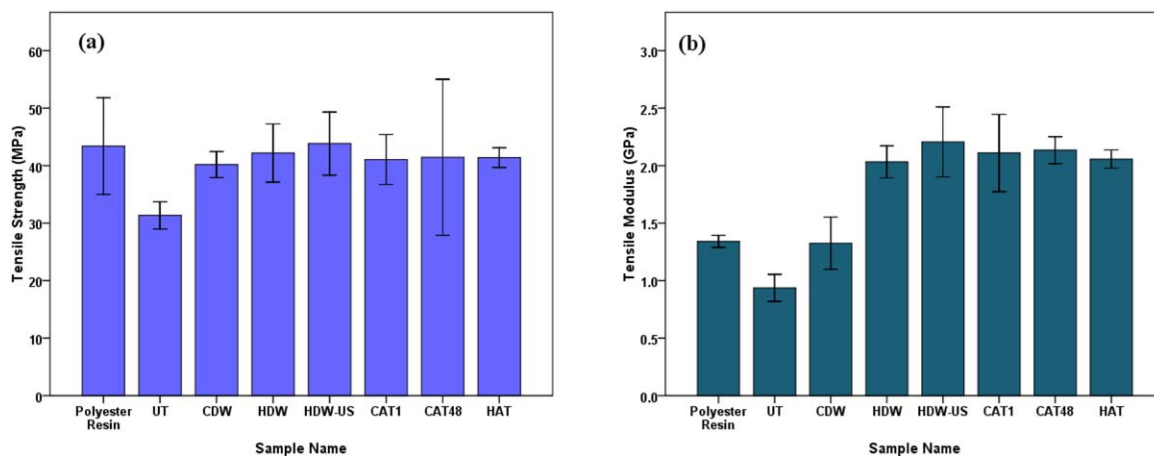 (a)
Tensile Strength (MPa)
60
50
40
30
20
10
0
Polyester
Resin
UT
CDW
HDW
HDW-US
CAT1
CAT48
HAT
Sample Name
(b)
Tensile Modulus (GPa)
3.0
2.5
2.0
1.5
1.0
0.5
0.0
Polyester
Resin
UT
CDW
HDW
HDW-US
CAT1
CAT48
HAT
Sample Name